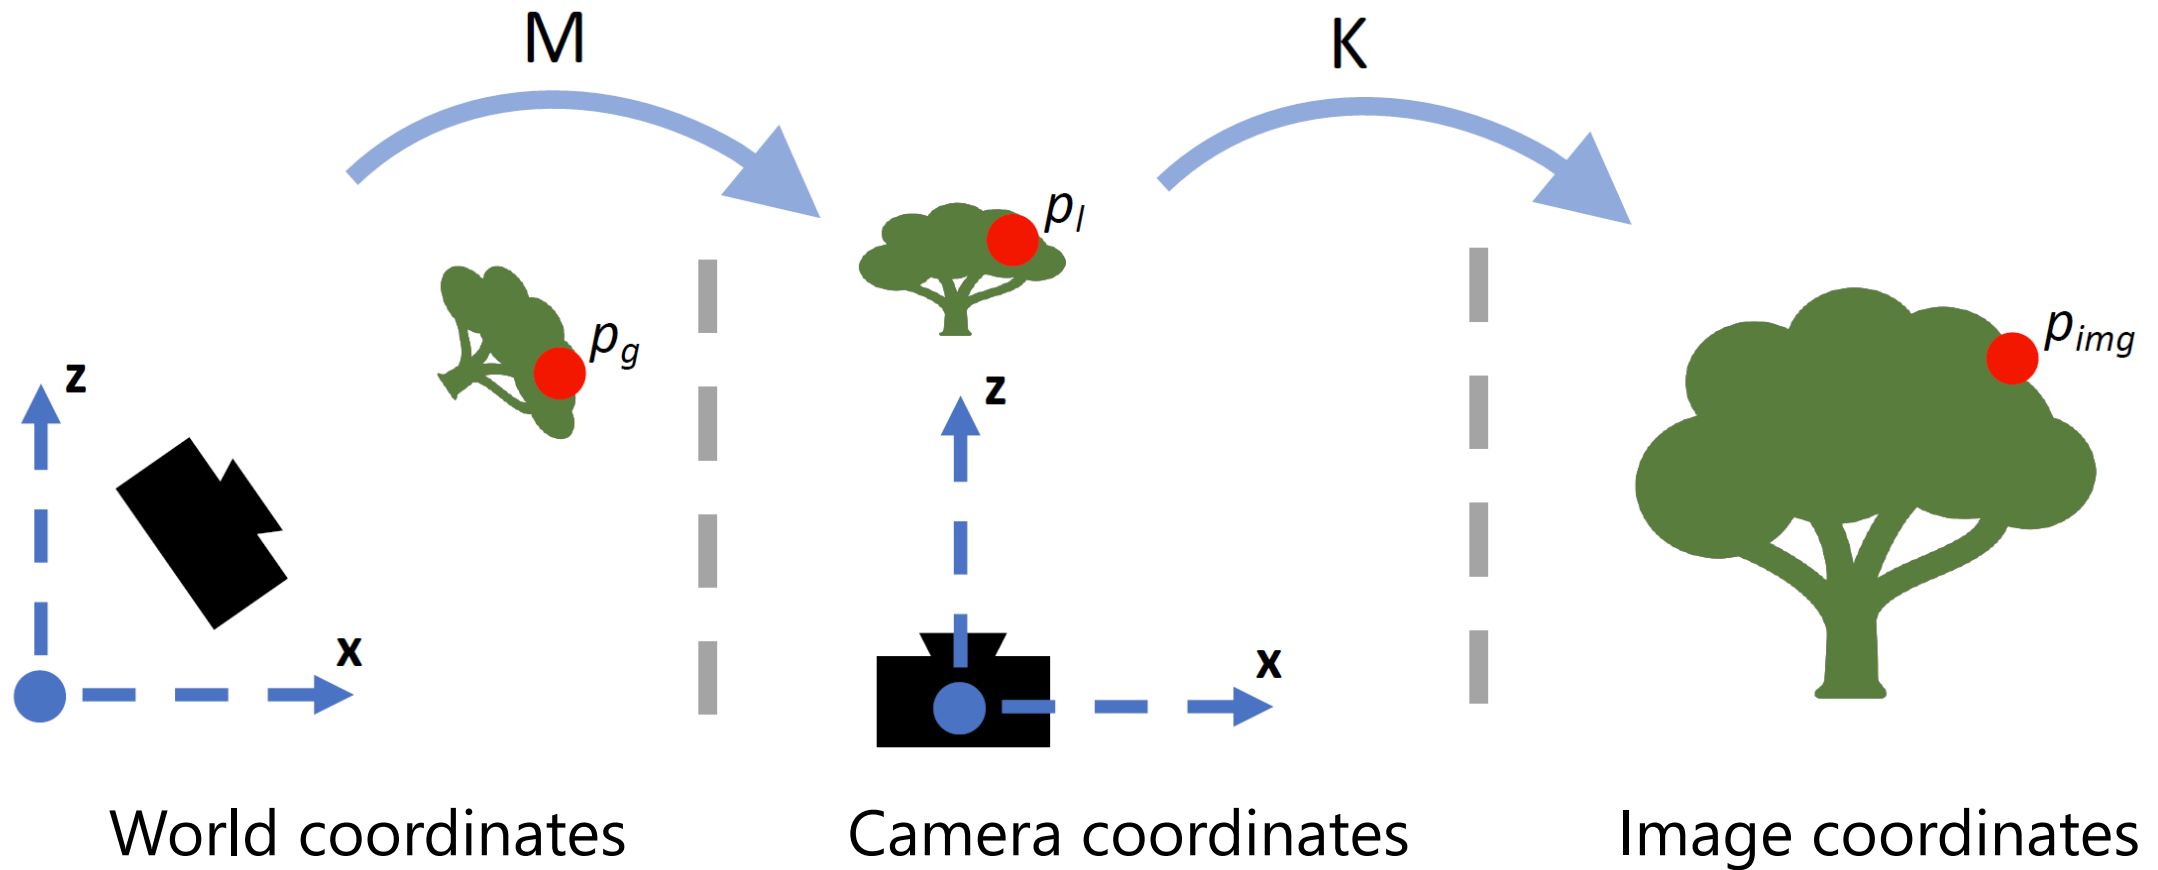 M
K
p_l
p_g
p_img
z
z
x
x
World coordinates
Camera coordinates
Image coordinates